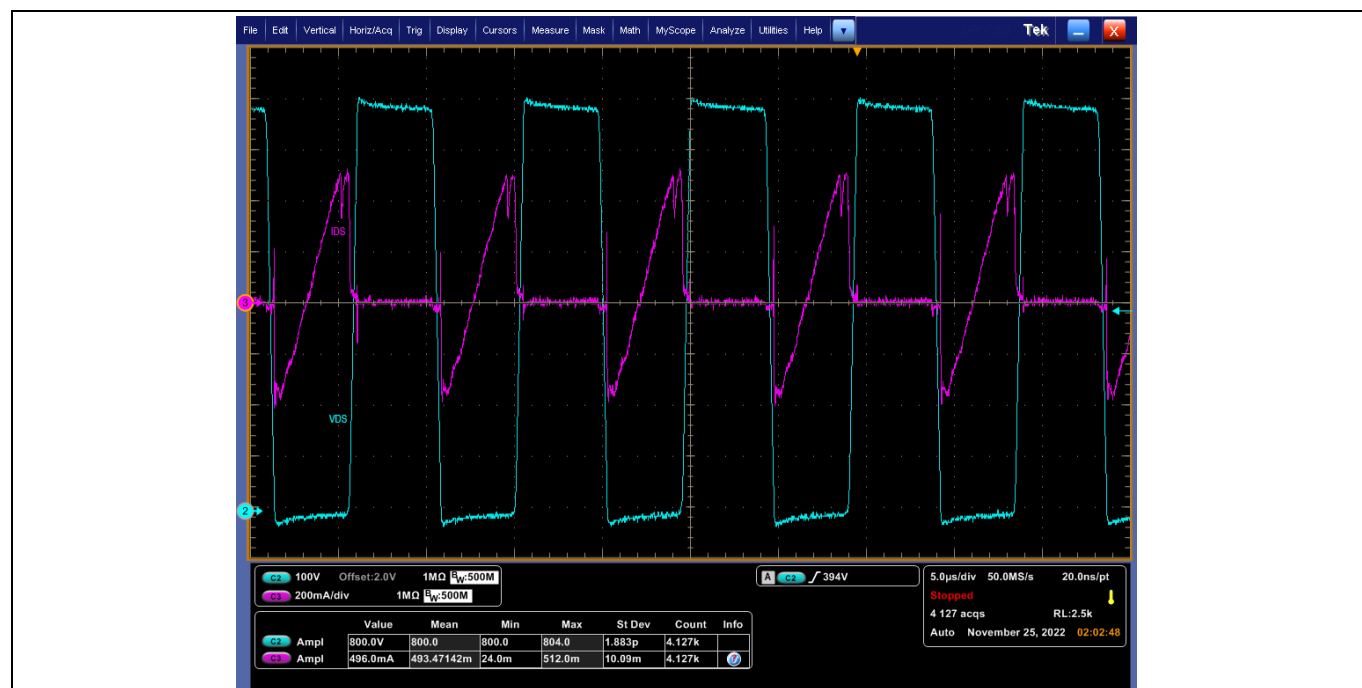 File Edit Vertical Horiz/Acq Trig Display Cursors Measure Mask Math MyScope Analyze Utilities Help Tek X
IDS
3
VDS
2
C2 100V Offset:2.0V 1MΩ BW:500M
C3 200mA/div 1MΩ BW:500M
A C2 394V
5.0μs/div 50.0MS/s 20.0ns/pt
Stopped
4 127 acqs RL:2.5k
Auto November 25, 2022 02:02:48
Value Mean Min Max St Dev Count Info
C2 Ampl 800.0V 800.0 800.0 804.0 1.883p 4.127k
C3 Ampl 496.0mA 493.47142m 24.0m 512.0m 10.09m 4.127k